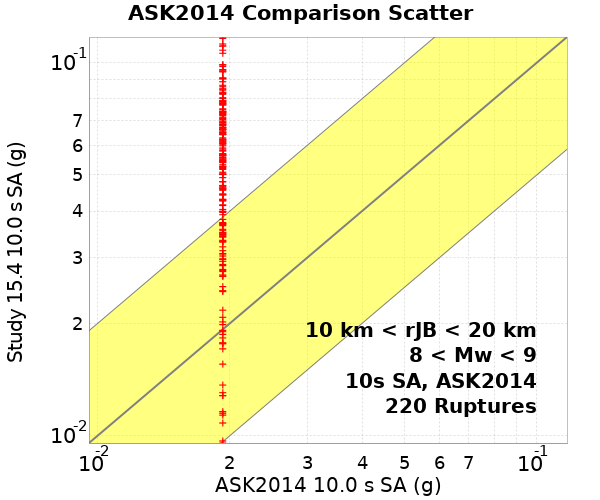 ASK2014 Comparison Scatter
Study 15.4 10.0 s SA (g)
10-1
7
6
5
4
3
2
10-2
10 km < rJB < 20 km
8 < Mw < 9
10s SA, ASK2014
220 Ruptures
10-2 2 3 4 5 6 7 10-1
ASK2014 10.0 s SA (g)